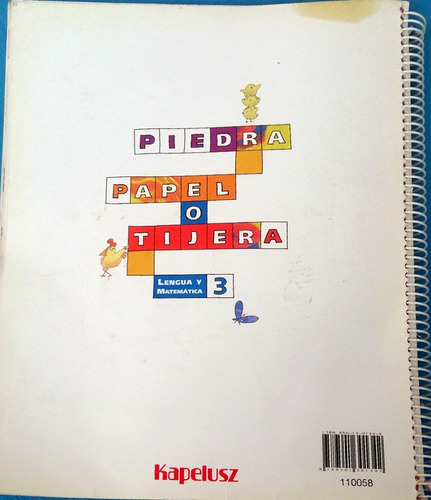 PIEDRA
PAPEL
O
TIJERA
LENGUA Y
MATEMÁTICA 3
Kapelusz
110058